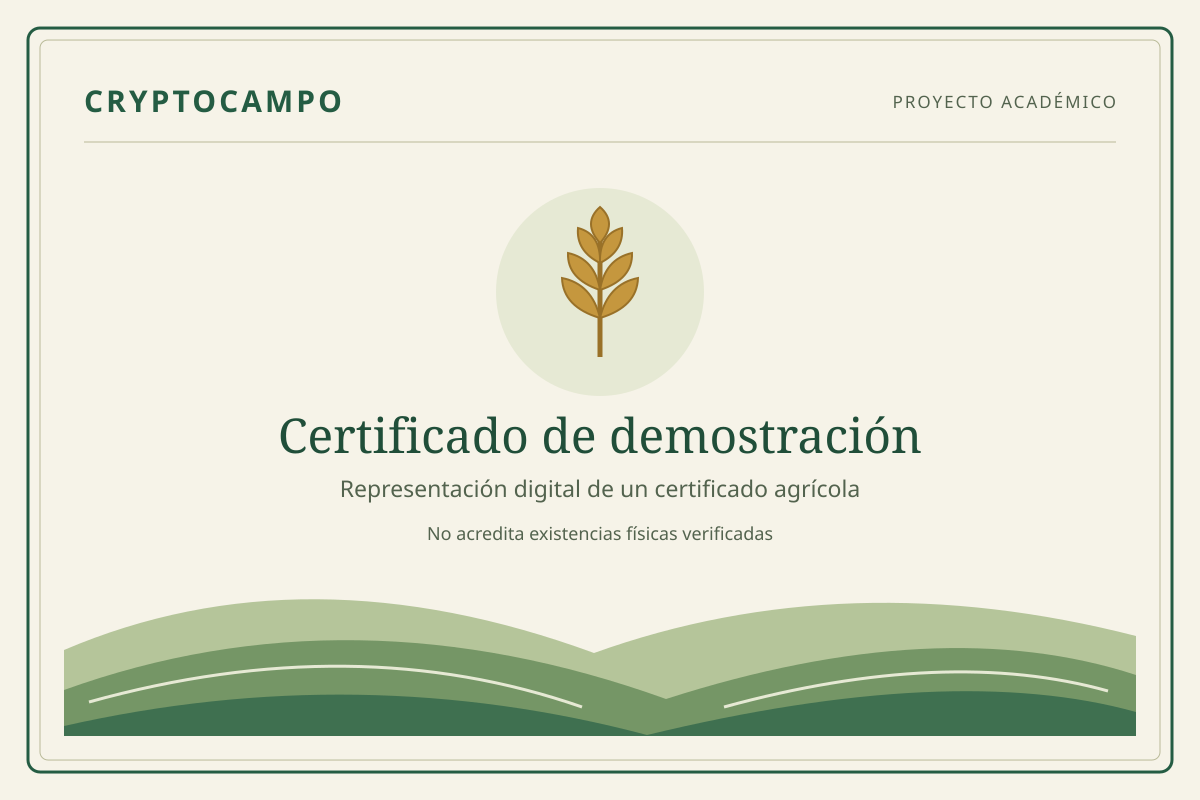 CRYPTOCAMPO
PROYECTO ACADÉMICO
Certificado de demostración
Representación digital de un certificado agrícola
No acredita existencias físicas verificadas